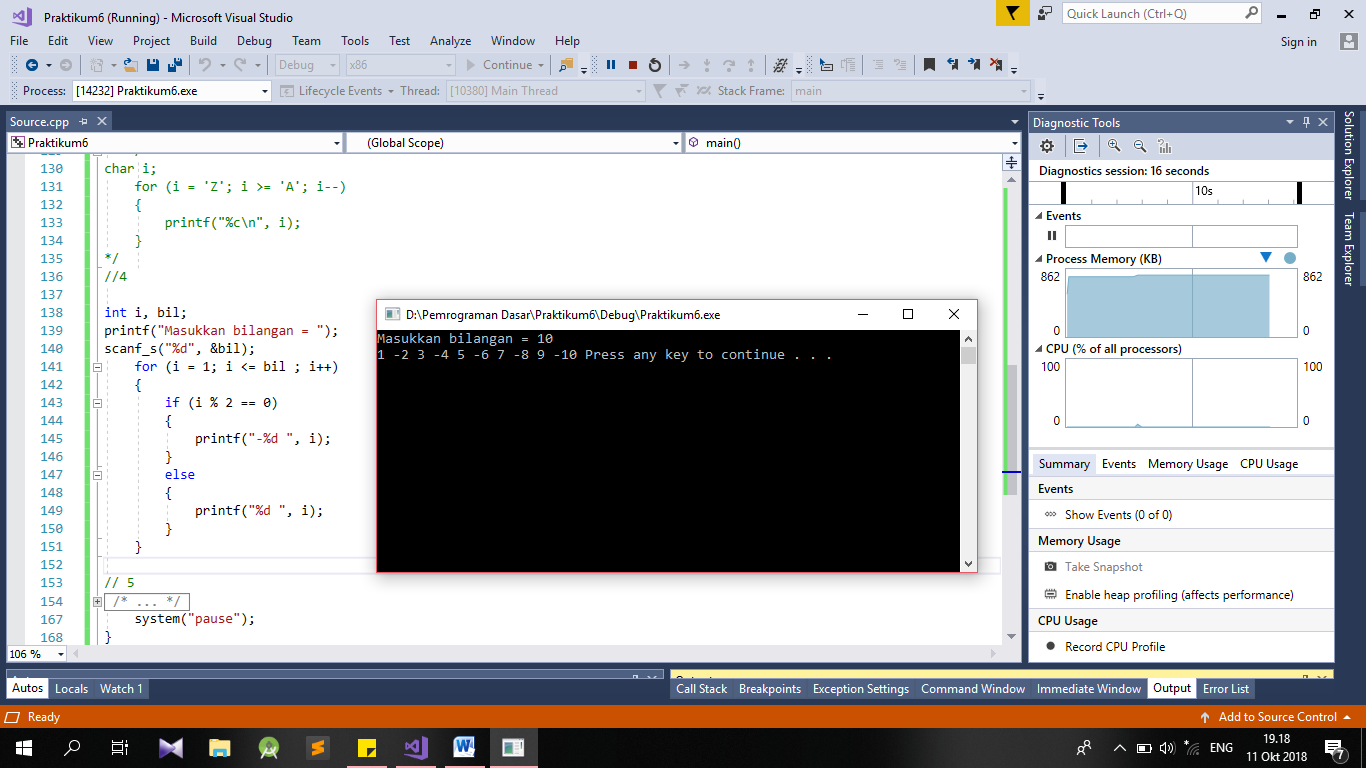 Praktikum6 (Running) - Microsoft Visual Studio
Quick Launch (Ctrl+Q)
File Edit View Project Build Debug Team Tools Test Analyze Window Help
Sign in
Debug x86 Continue
Process: [14232] Praktikum6.exe Lifecycle Events Thread: [10380] Main Thread Stack Frame: main
Source.cpp
Praktikum6 (Global Scope) main()
130 char i;
131 for (i = 'Z'; i >= 'A'; i--)
132 {
133 printf("%c\n", i);
134 }
135 */
136 //4
137
138 int i, bil;
139 printf("Masukkan bilangan = ");
140 scanf_s("%d", &bil);
141 for (i = 1; i <= bil ; i++)
142 {
143 if (i % 2 == 0)
144 {
145 printf("-%d ", i);
146 }
147 else
148 {
149 printf("%d ", i);
150 }
151 }
152
153 // 5
154 /* ... */
167 system("pause");
168 }
106 %
D:\Pemrograman Dasar\Praktikum6\Debug\Praktikum6.exe
Masukkan bilangan = 10
1 -2 3 -4 5 -6 7 -8 9 -10 Press any key to continue . . .
Diagnostic Tools
Diagnostics session: 16 seconds
10s
Events
Process Memory (KB)
862 862
0 0
CPU (% of all processors)
100 100
0 0
Summary Events Memory Usage CPU Usage
Events
Show Events (0 of 0)
Memory Usage
Take Snapshot
Enable heap profiling (affects performance)
CPU Usage
Record CPU Profile
Solution Explorer
Team Explorer
Autos Locals Watch 1
Call Stack Breakpoints Exception Settings Command Window Immediate Window Output Error List
Ready
Add to Source Control
ENG
19.18
11 Okt 2018
7